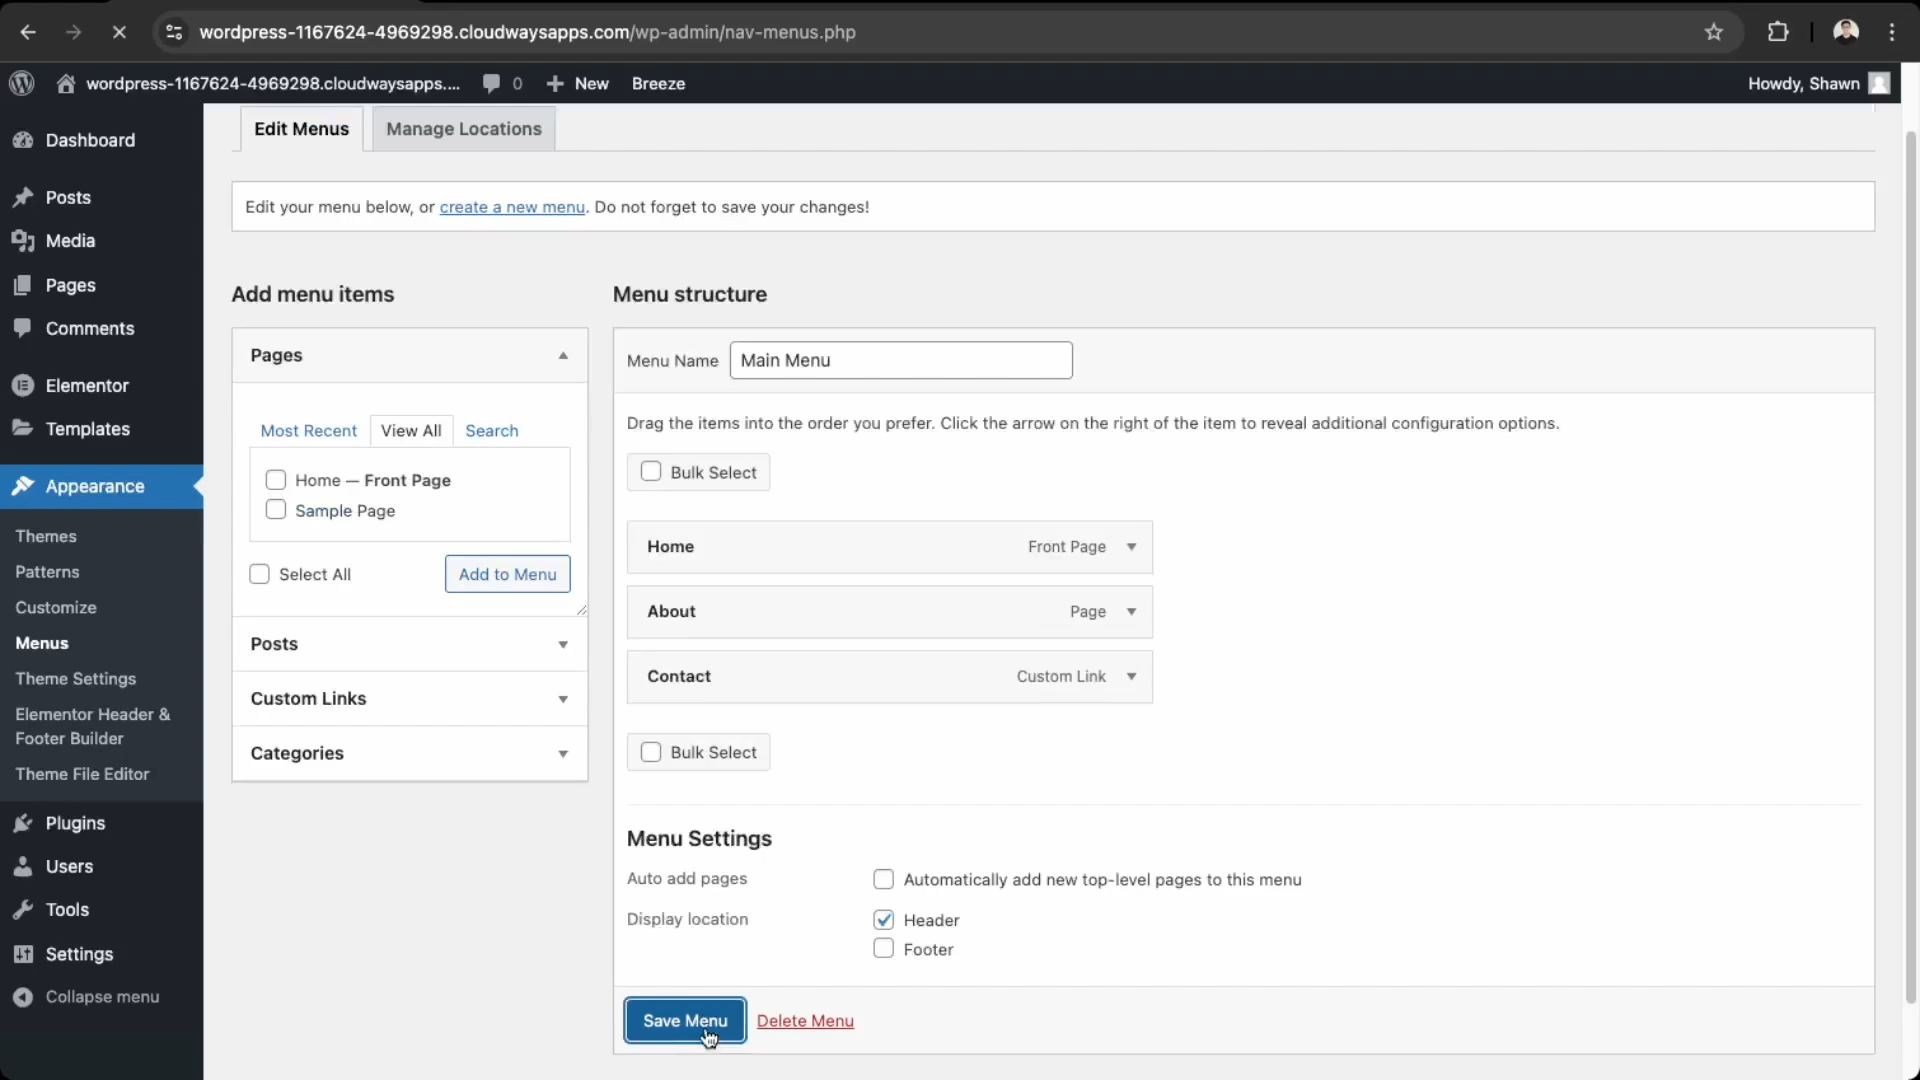 wordpress-1167624-4969298.cloudwaysapps.com/wp-admin/nav-menus.php
wordpress-1167624-4969298.cloudwaysapps.... 0 New Breeze Howdy, Shawn
Dashboard
Posts
Media
Pages
Comments
Elementor
Templates
Appearance
Themes
Patterns
Customize
Menus
Theme Settings
Elementor Header &
Footer Builder
Theme File Editor
Plugins
Users
Tools
Settings
Collapse menu
Edit Menus Manage Locations
Edit your menu below, or create a new menu. Do not forget to save your changes!
Add menu items
Pages
Most Recent View All Search
Home — Front Page
Sample Page
Select All Add to Menu
Posts
Custom Links
Categories
Menu structure
Menu Name Main Menu
Drag the items into the order you prefer. Click the arrow on the right of the item to reveal additional configuration options.
Bulk Select
Home Front Page
About Page
Contact Custom Link
Bulk Select
Menu Settings
Auto add pages Automatically add new top-level pages to this menu
Display location Header
Footer
Save Menu Delete Menu